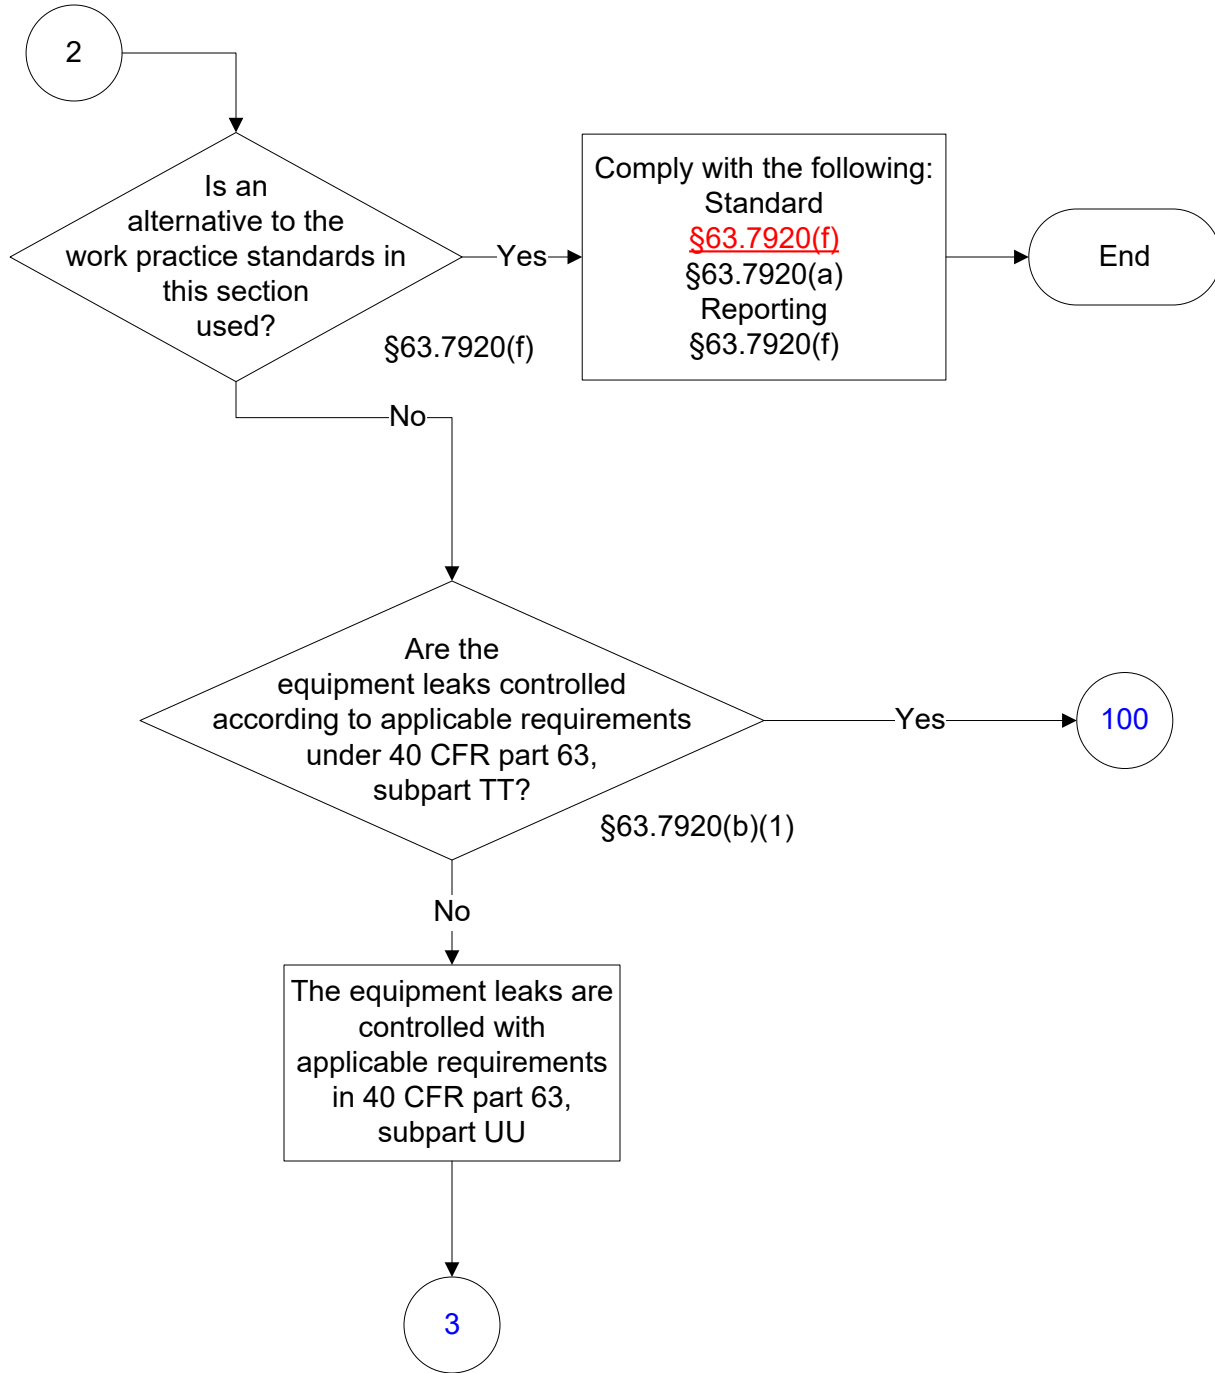 2
Is an
alternative to the
work practice standards in
this section
used?
§63.7920(f)
Yes
Comply with the following:
Standard
§63.7920(f)
§63.7920(a)
Reporting
§63.7920(f)
End
No
Are the
equipment leaks controlled
according to applicable requirements
under 40 CFR part 63,
subpart TT?
§63.7920(b)(1)
Yes
100
No
The equipment leaks are
controlled with
applicable requirements
in 40 CFR part 63,
subpart UU
3